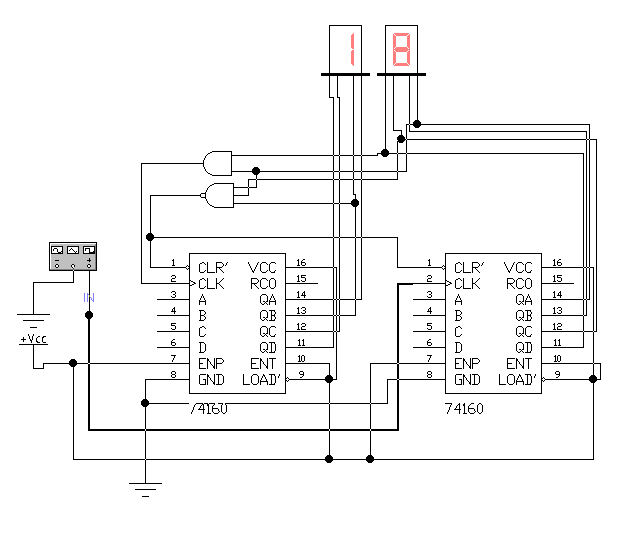 1 8
IN
+Vcc
1 CLR' VCC 16
2 CLK RCO 15
3 A QA 14
4 B QB 13
5 C QC 12
6 D QD 11
7 ENP ENT 10
8 GND LOAD' 9
74160
1 CLR' VCC 16
2 CLK RCO 15
3 A QA 14
4 B QB 13
5 C QC 12
6 D QD 11
7 ENP ENT 10
8 GND LOAD' 9
74160